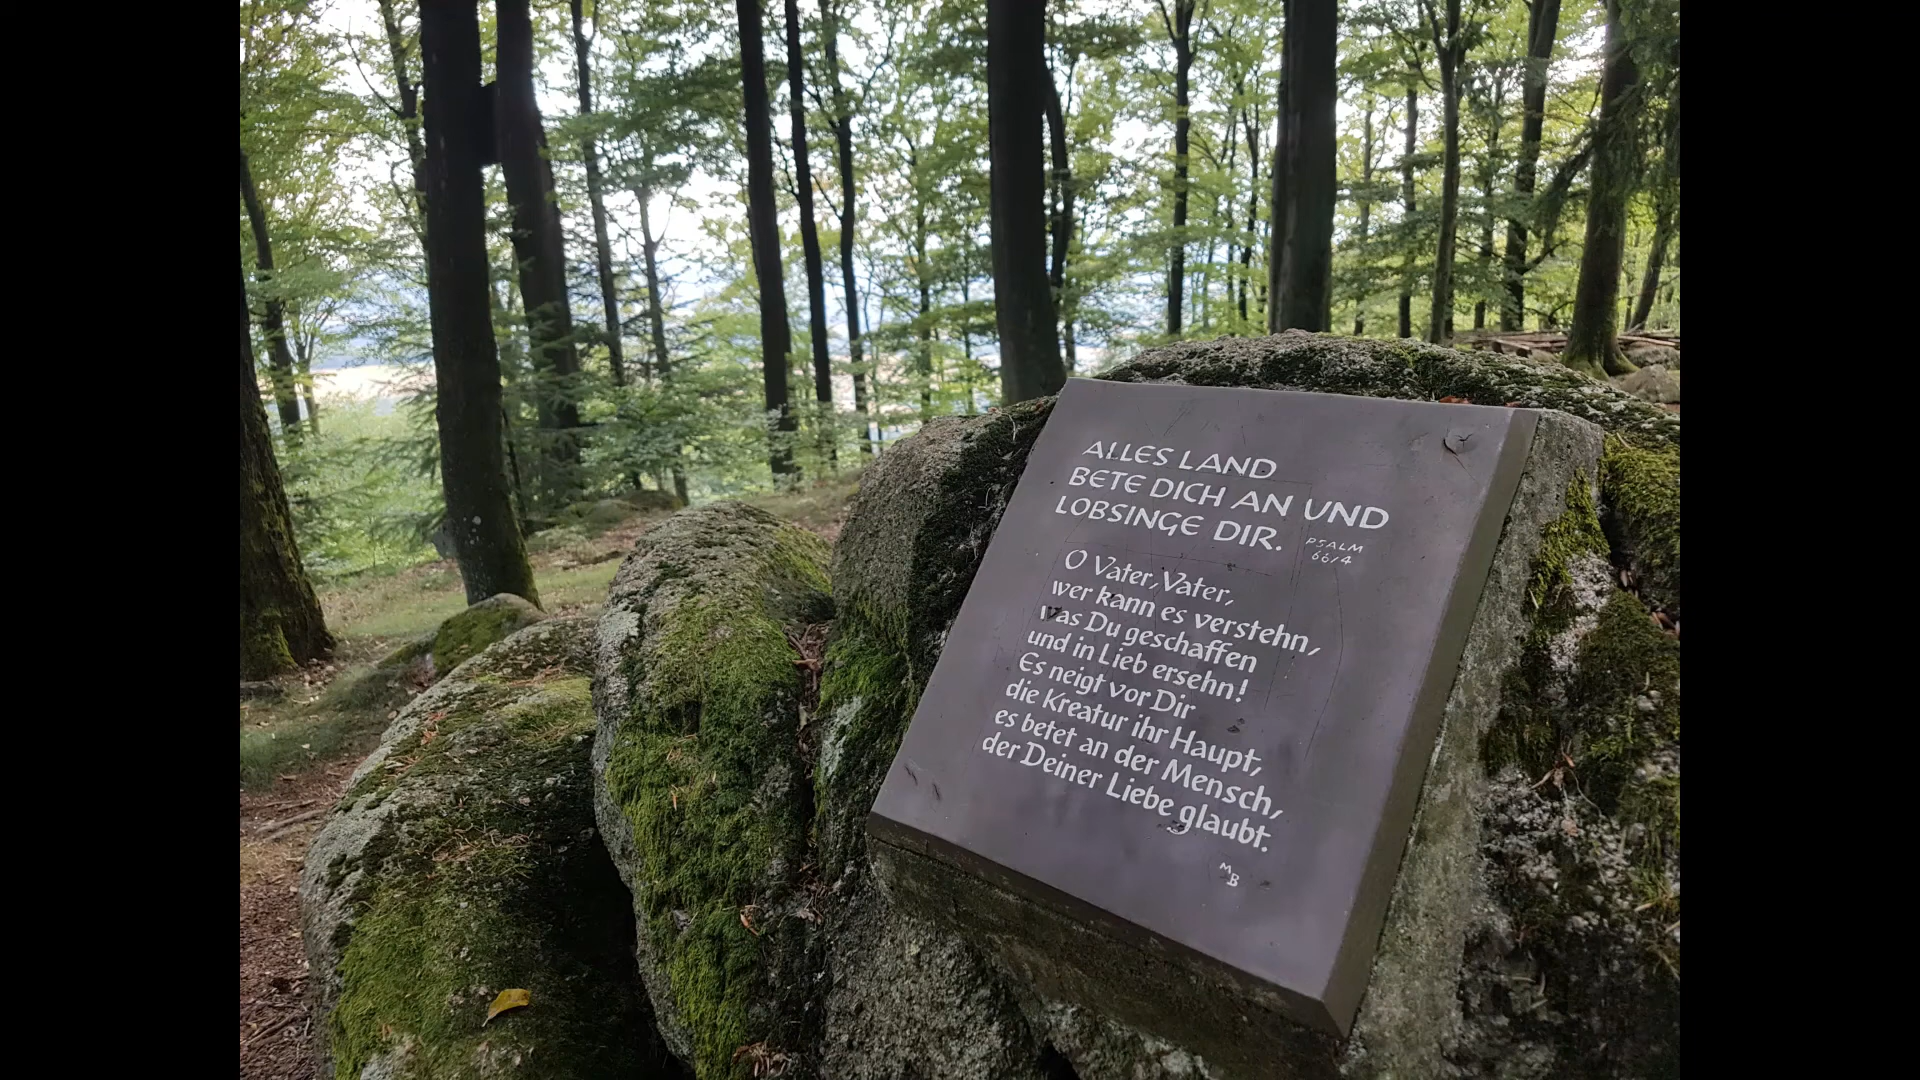 ALLES LAND
BETE DICH AN UND
LOBSINGE DIR.
PSALM
66/4
O Vater, Vater,
wer kann es verstehn,
was Du geschaffen
und in Lieb ersehn!
Es neigt vor Dir
die Kreatur ihr Haupt,
es betet an der Mensch,
der Deiner Liebe glaubt.
MB